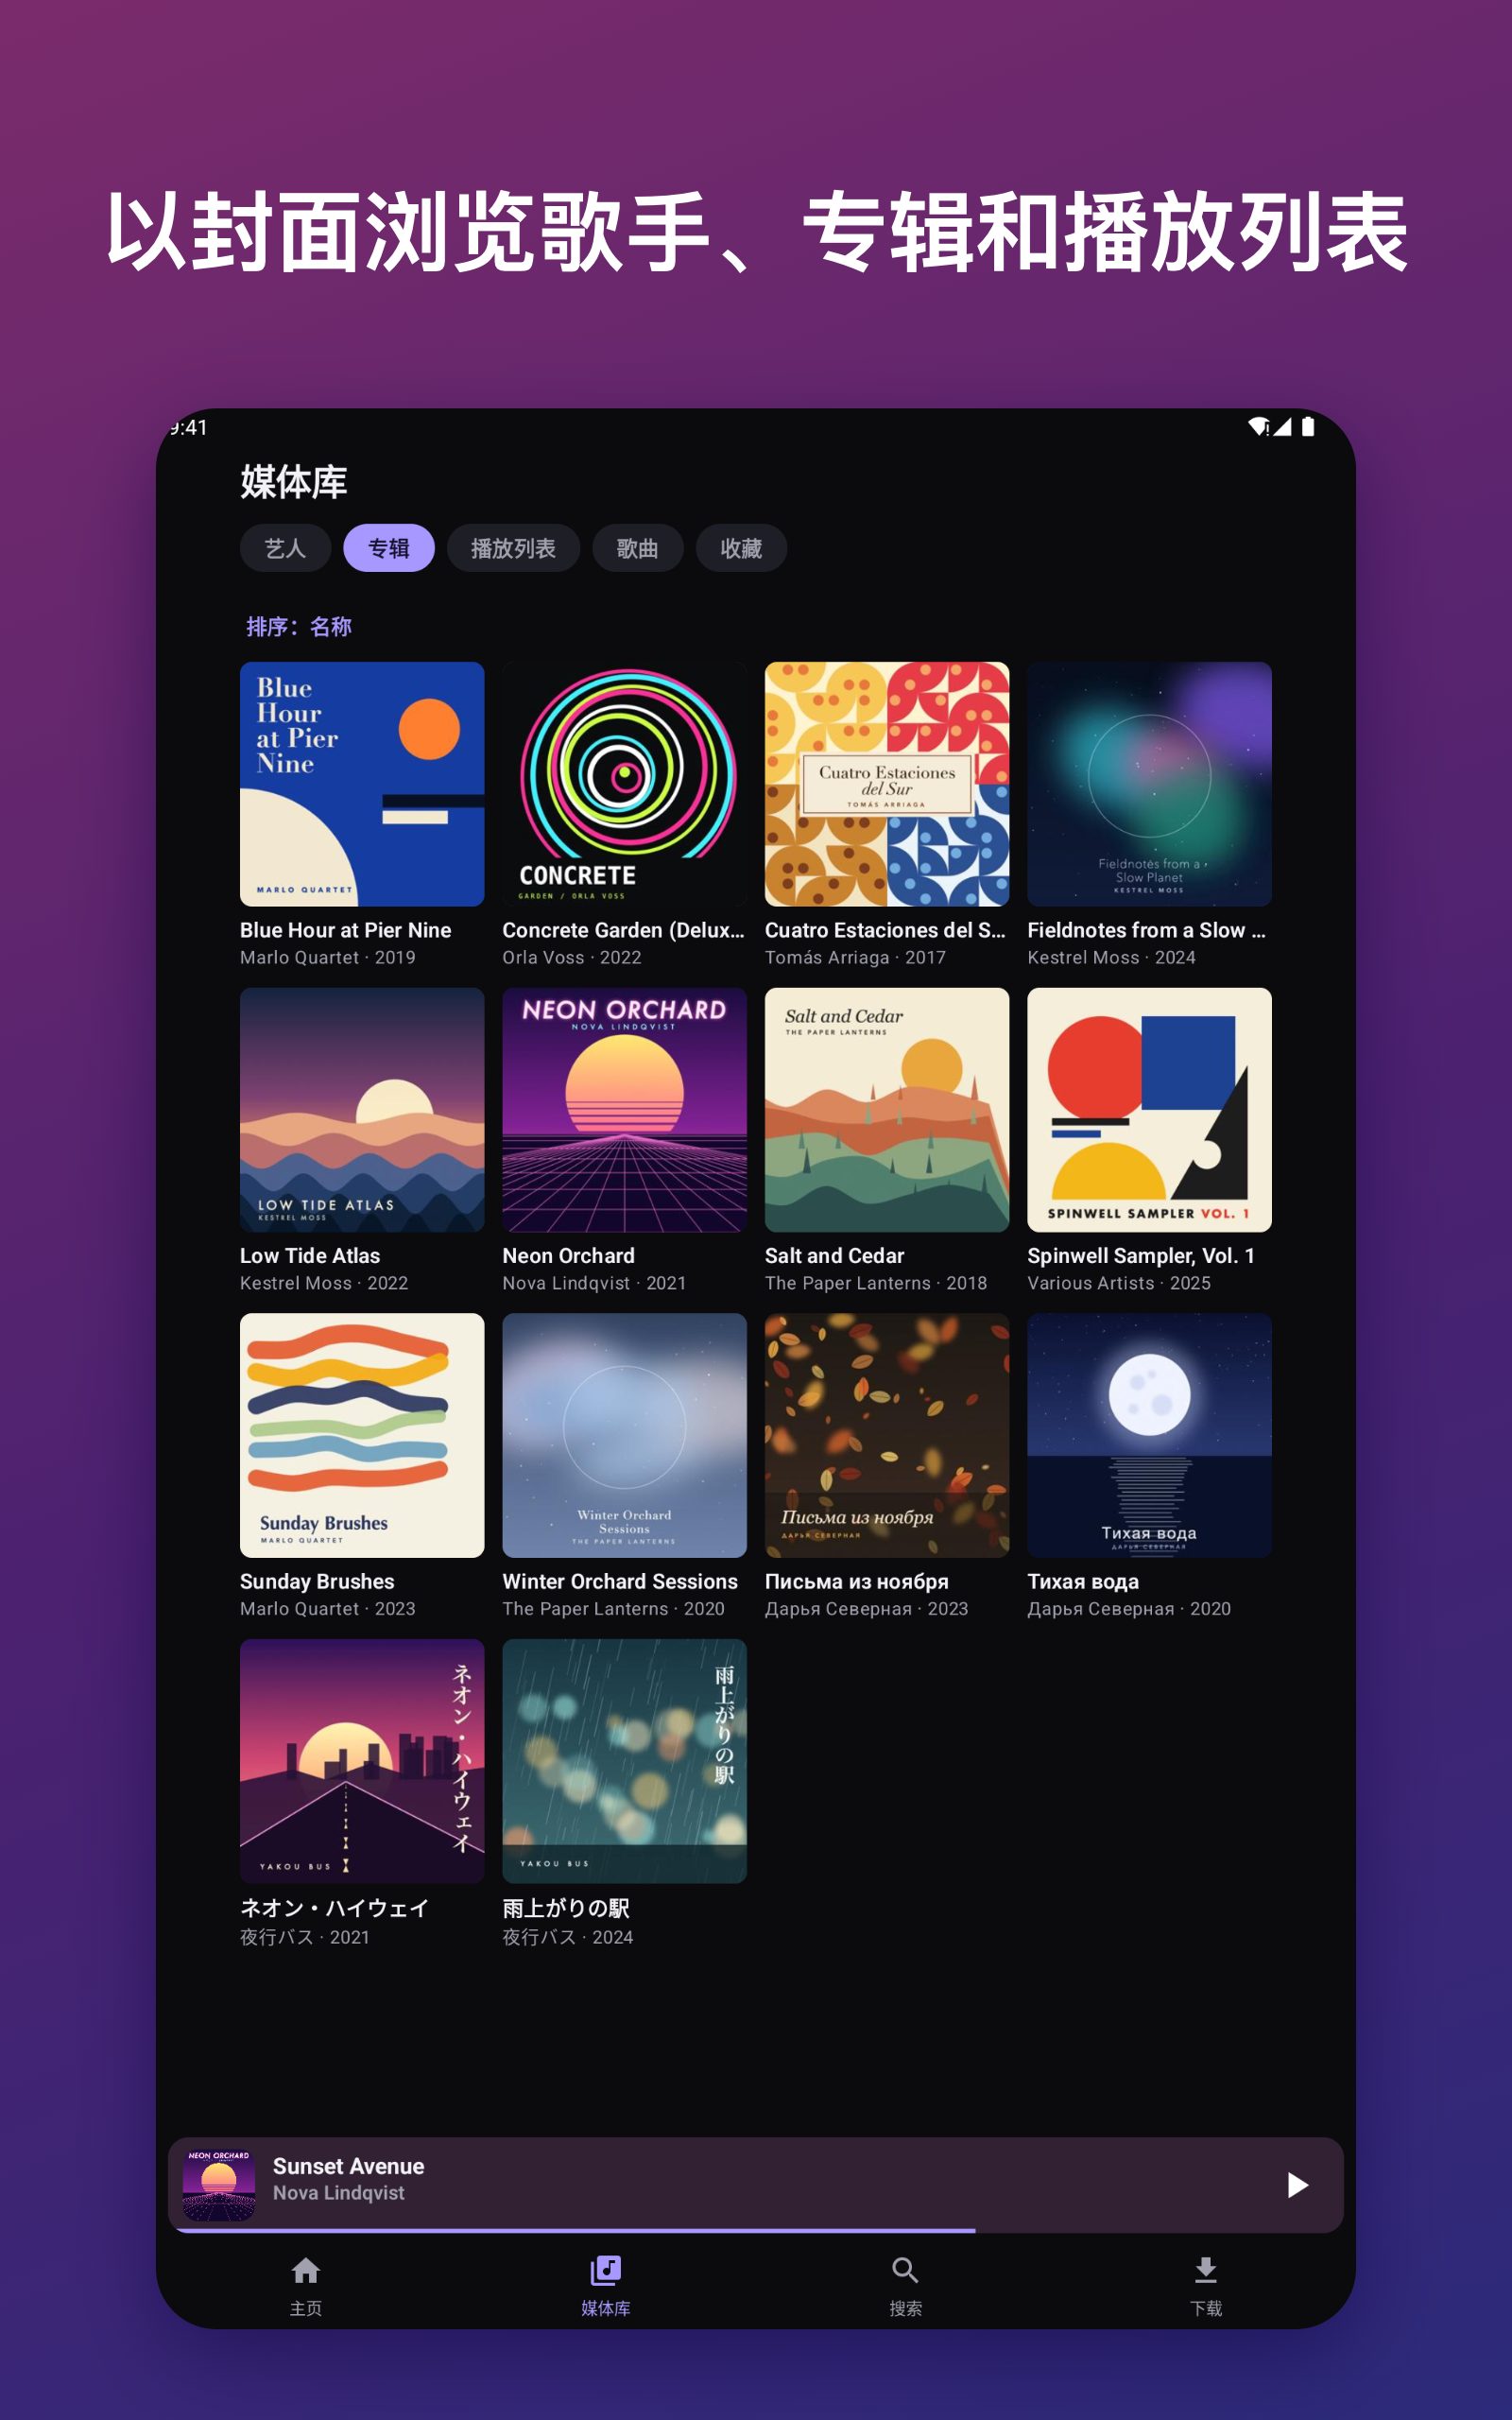 以封面浏览歌手、专辑和播放列表
9:41
媒体库
艺人 专辑 播放列表 歌曲 收藏
排序：名称
Blue
Hour
at Pier
Nine
MARLO QUARTET
CONCRETE
GARDEN / ORLA VOSS
Cuatro Estaciones
del Sur
TOMÁS ARRIAGA
Fieldnotes from a
Slow Planet
KESTREL MOSS
Blue Hour at Pier Nine
Marlo Quartet · 2019
Concrete Garden (Delux...
Orla Voss · 2022
Cuatro Estaciones del S...
Tomás Arriaga · 2017
Fieldnotes from a Slow ...
Kestrel Moss · 2024
LOW TIDE ATLAS
KESTREL MOSS
NEON ORCHARD
NOVA LINDQVIST
Salt and Cedar
THE PAPER LANTERNS
SPINWELL SAMPLER VOL. 1
Low Tide Atlas
Kestrel Moss · 2022
Neon Orchard
Nova Lindqvist · 2021
Salt and Cedar
The Paper Lanterns · 2018
Spinwell Sampler, Vol. 1
Various Artists · 2025
Sunday Brushes
MARLO QUARTET
Winter Orchard
Sessions
THE PAPER LANTERNS
Письма из ноября
ДАРЬЯ СЕВЕРНАЯ
Тихая вода
ДАРЬЯ СЕВЕРНАЯ
Sunday Brushes
Marlo Quartet · 2023
Winter Orchard Sessions
The Paper Lanterns · 2020
Письма из ноября
Дарья Северная · 2023
Тихая вода
Дарья Северная · 2020
ネオン・ハイウェイ
YAKOU BUS
雨上がりの駅
YAKOU BUS
ネオン・ハイウェイ
夜行バス · 2021
雨上がりの駅
夜行バス · 2024
NEON ORCHARD
Sunset Avenue
Nova Lindqvist
主页 媒体库 搜索 下载